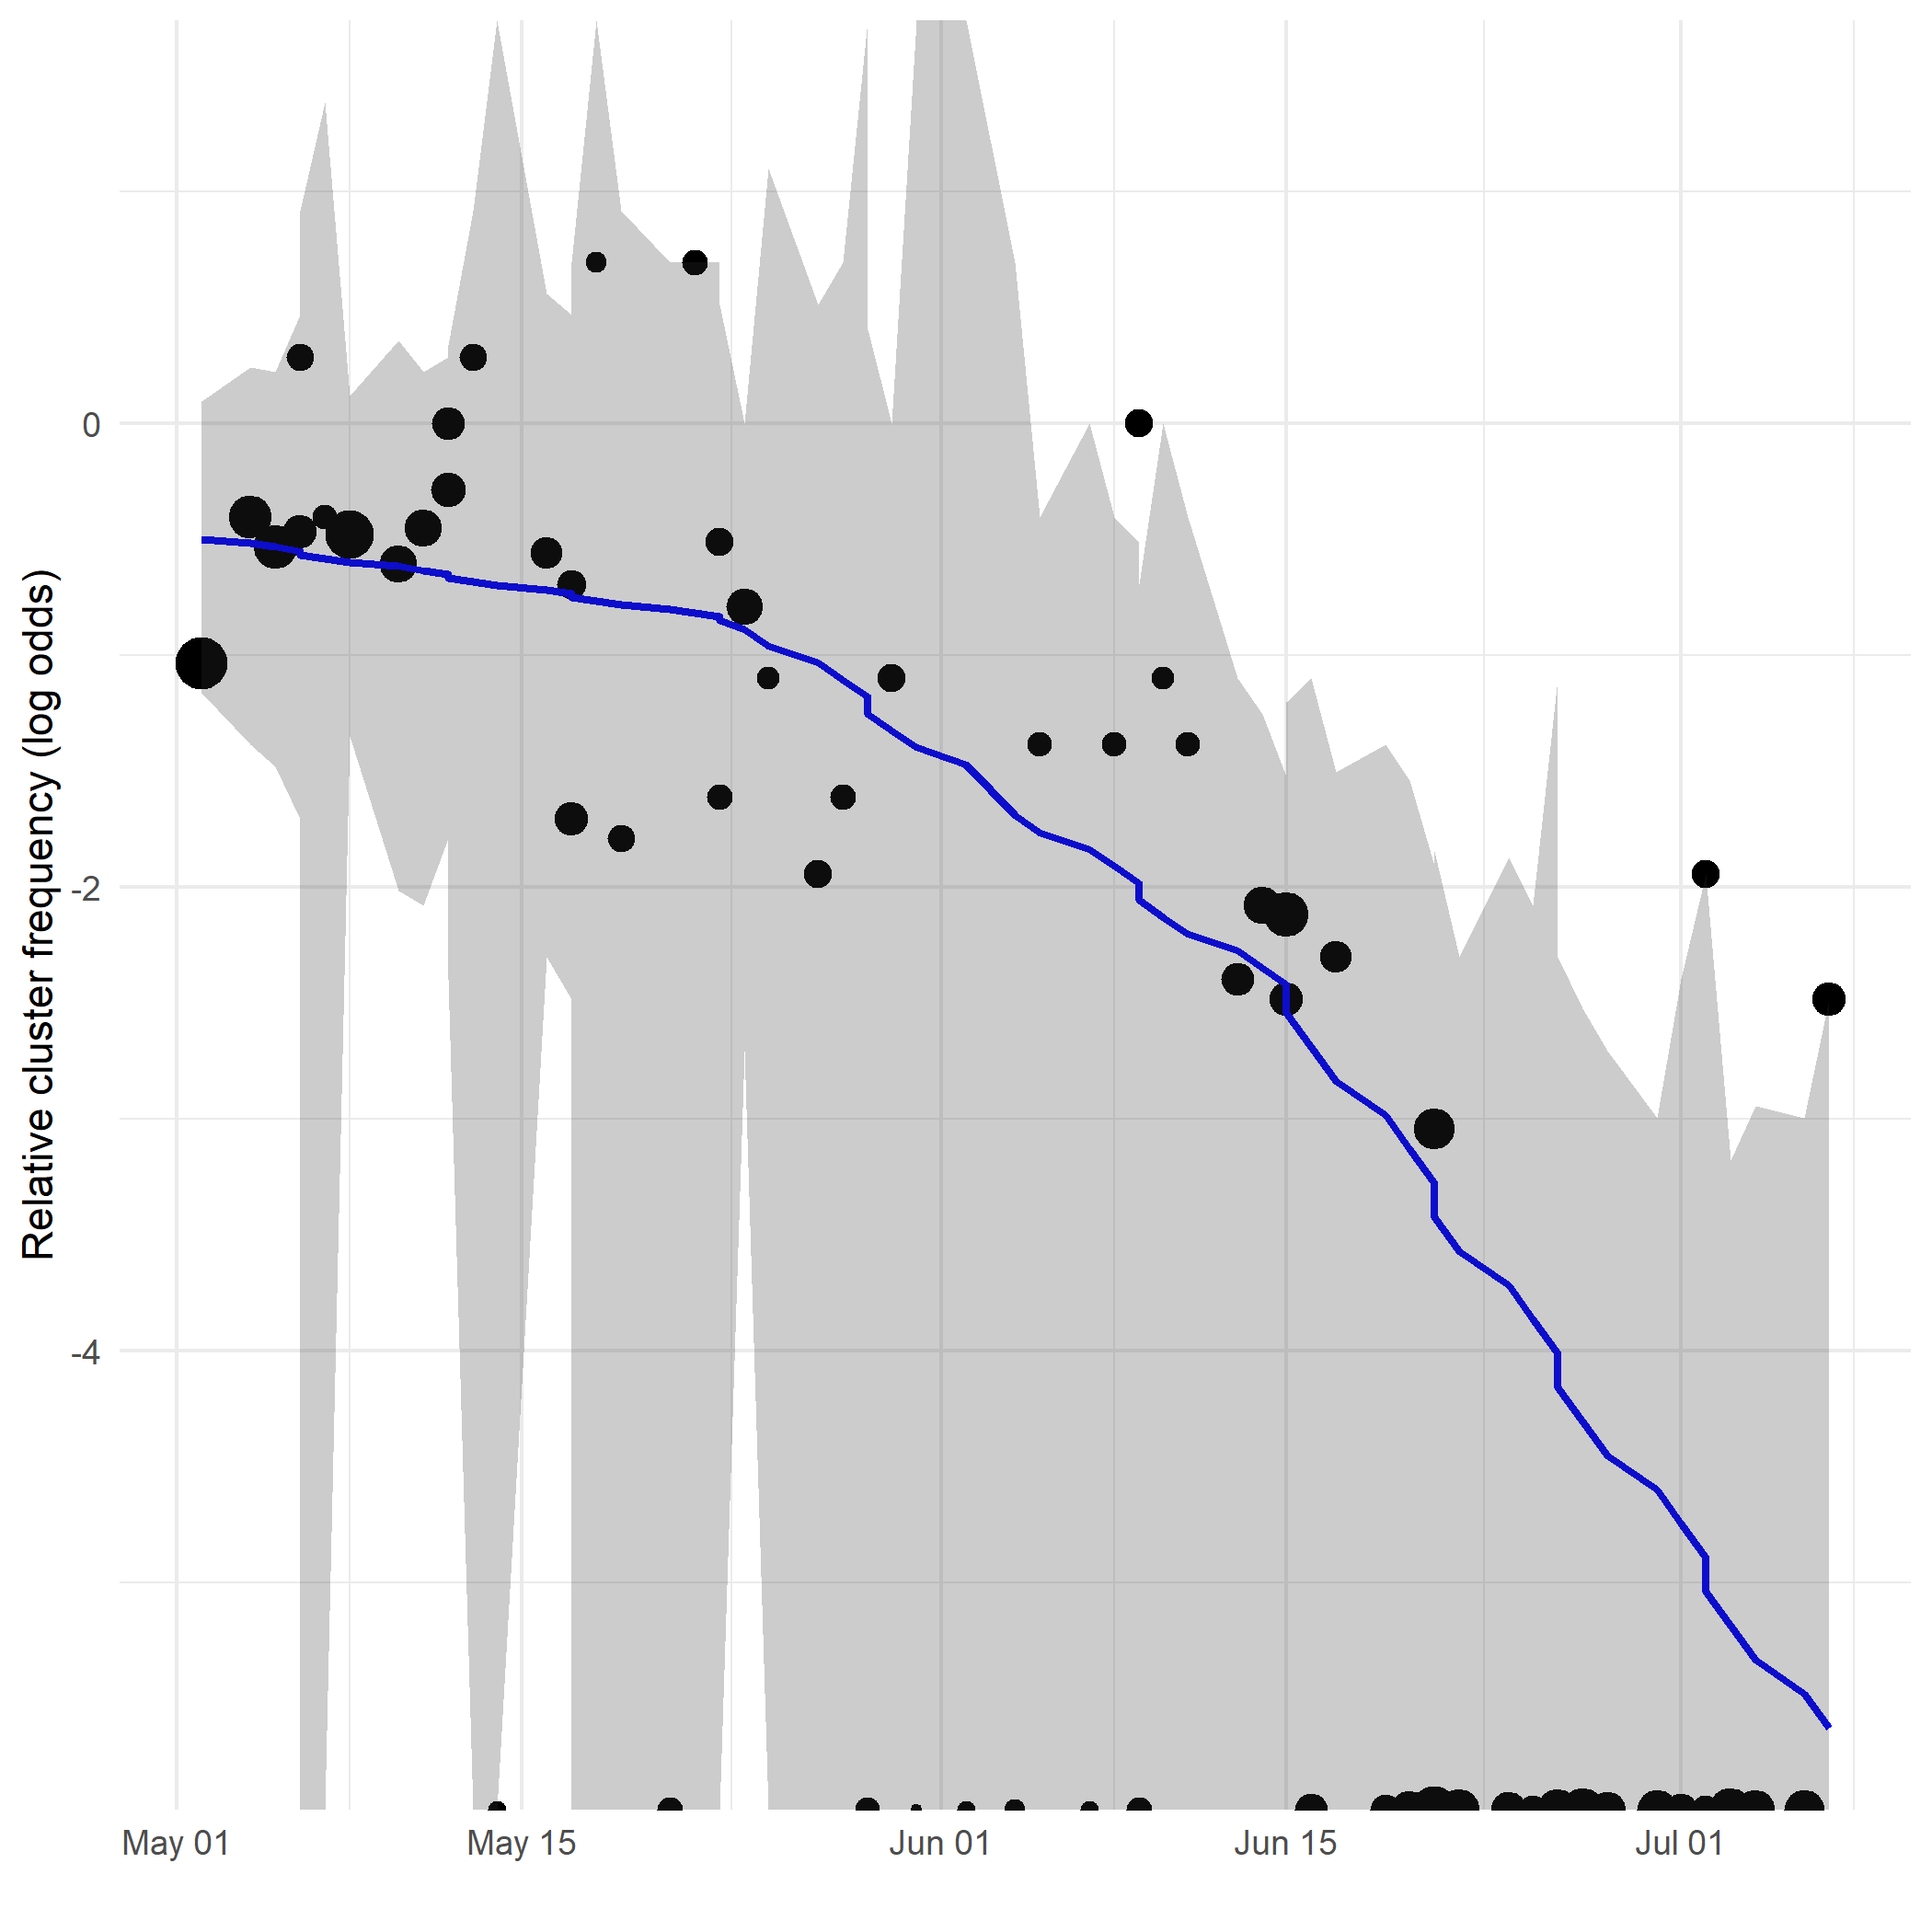 Relative cluster frequency (log odds)
0
-2
-4
May 01
May 15
Jun 01
Jun 15
Jul 01